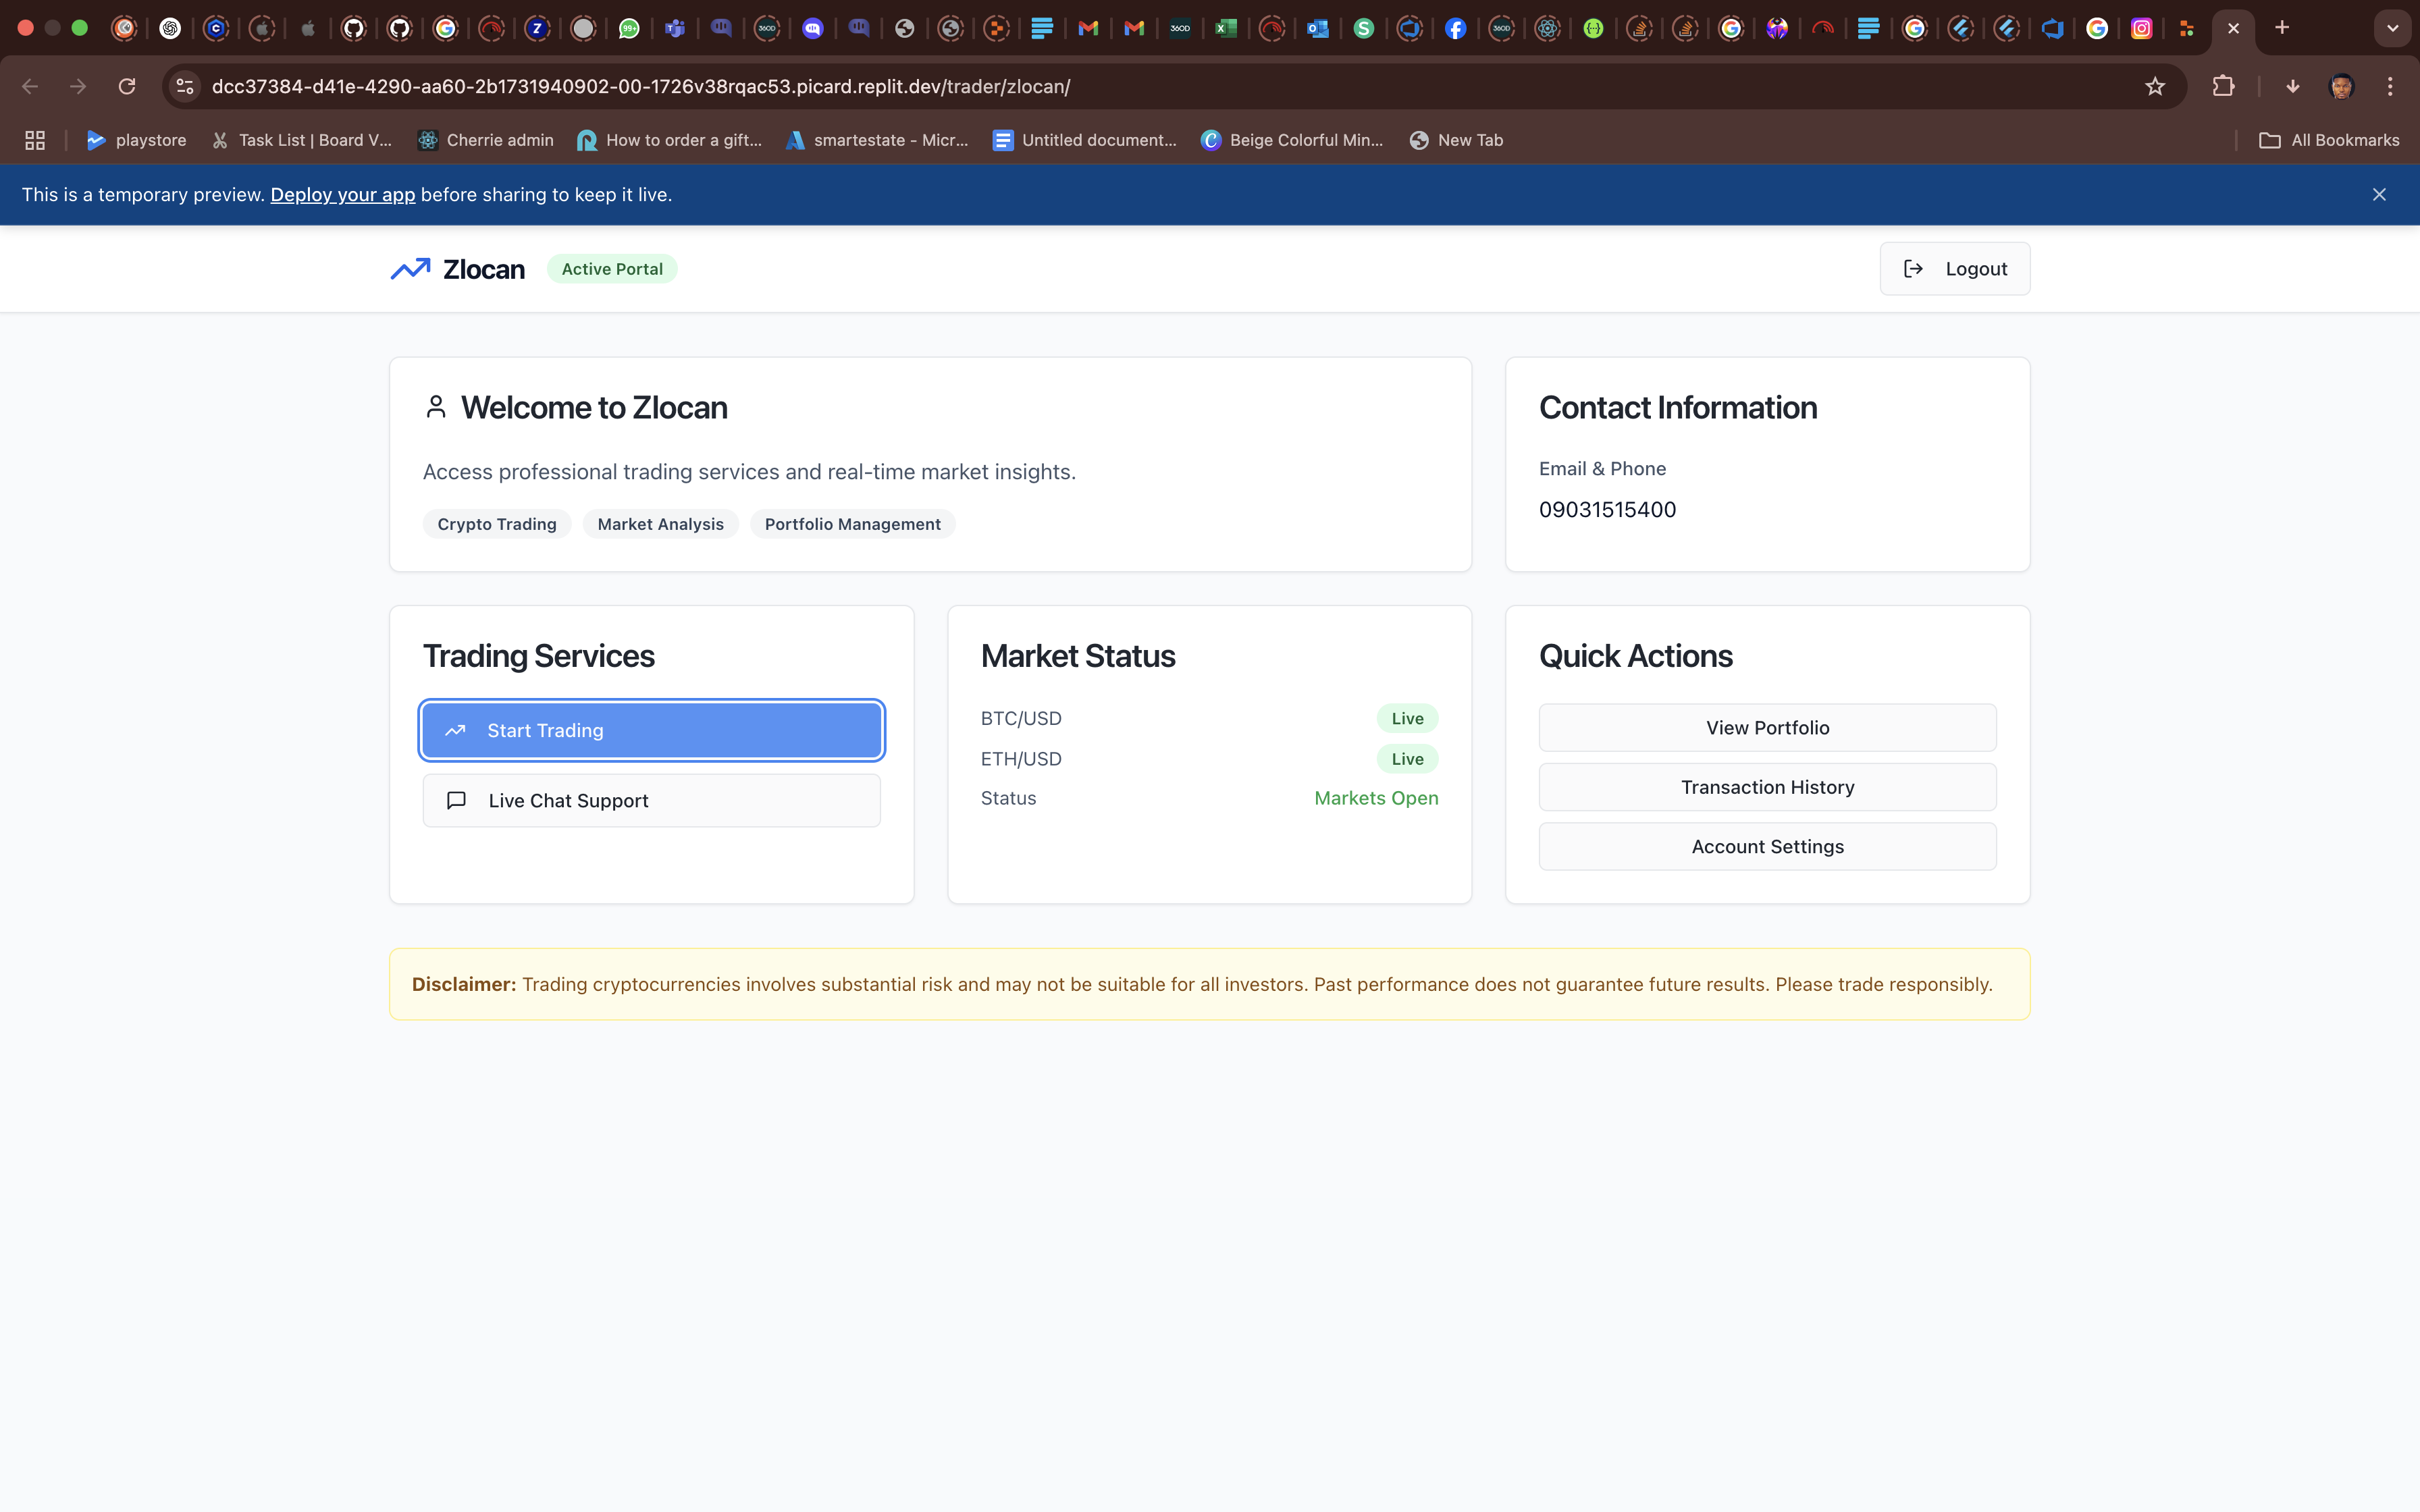 dcc37384-d41e-4290-aa60-2b1731940902-00-1726v38rqac53.picard.replit.dev/trader/zlocan/
playstore
Task List | Board V...
Cherrie admin
How to order a gift...
smartestate - Micr...
Untitled document...
Beige Colorful Min...
New Tab
All Bookmarks
This is a temporary preview. Deploy your app before sharing to keep it live.
Zlocan
Active Portal
Logout
Welcome to Zlocan
Access professional trading services and real-time market insights.
Crypto Trading
Market Analysis
Portfolio Management
Contact Information
Email & Phone
09031515400
Trading Services
Start Trading
Live Chat Support
Market Status
BTC/USD
Live
ETH/USD
Live
Status
Markets Open
Quick Actions
View Portfolio
Transaction History
Account Settings
Disclaimer: Trading cryptocurrencies involves substantial risk and may not be suitable for all investors. Past performance does not guarantee future results. Please trade responsibly.